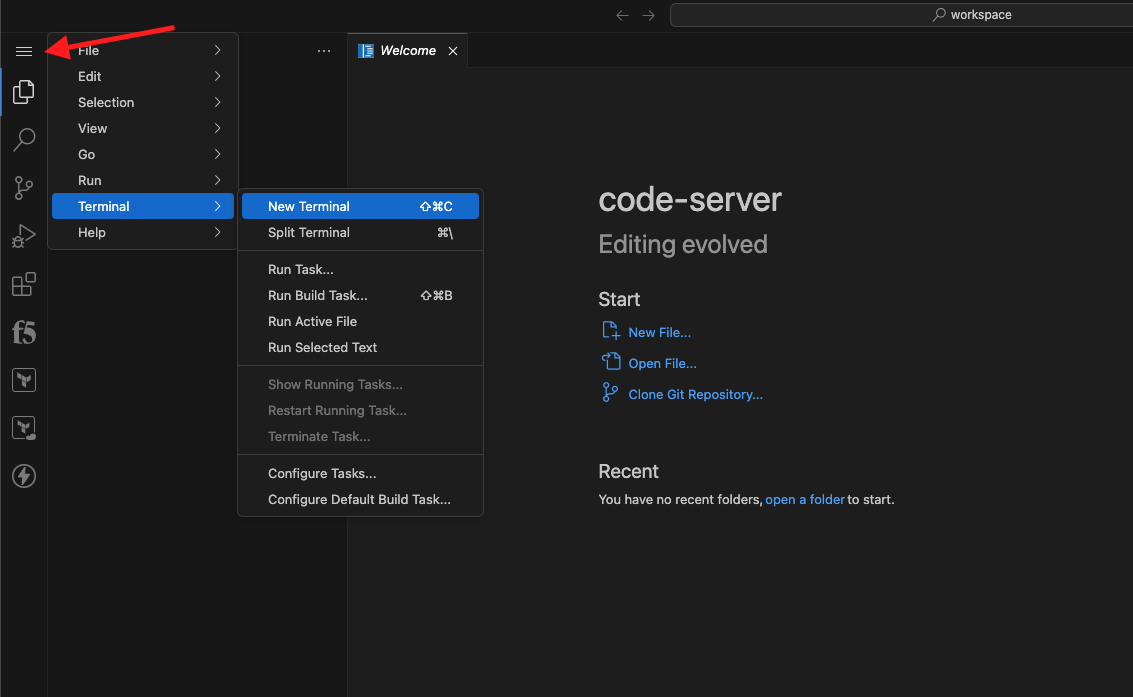 workspace
File
Edit
Selection
View
Go
Run
Terminal
Help
New Terminal ⇧⌘C
Split Terminal ⌘\
Run Task...
Run Build Task... ⇧⌘B
Run Active File
Run Selected Text
Show Running Tasks...
Restart Running Task...
Terminate Task...
Configure Tasks...
Configure Default Build Task...
f5
Welcome
code-server
Editing evolved
Start
New File...
Open File...
Clone Git Repository...
Recent
You have no recent folders, open a folder to start.